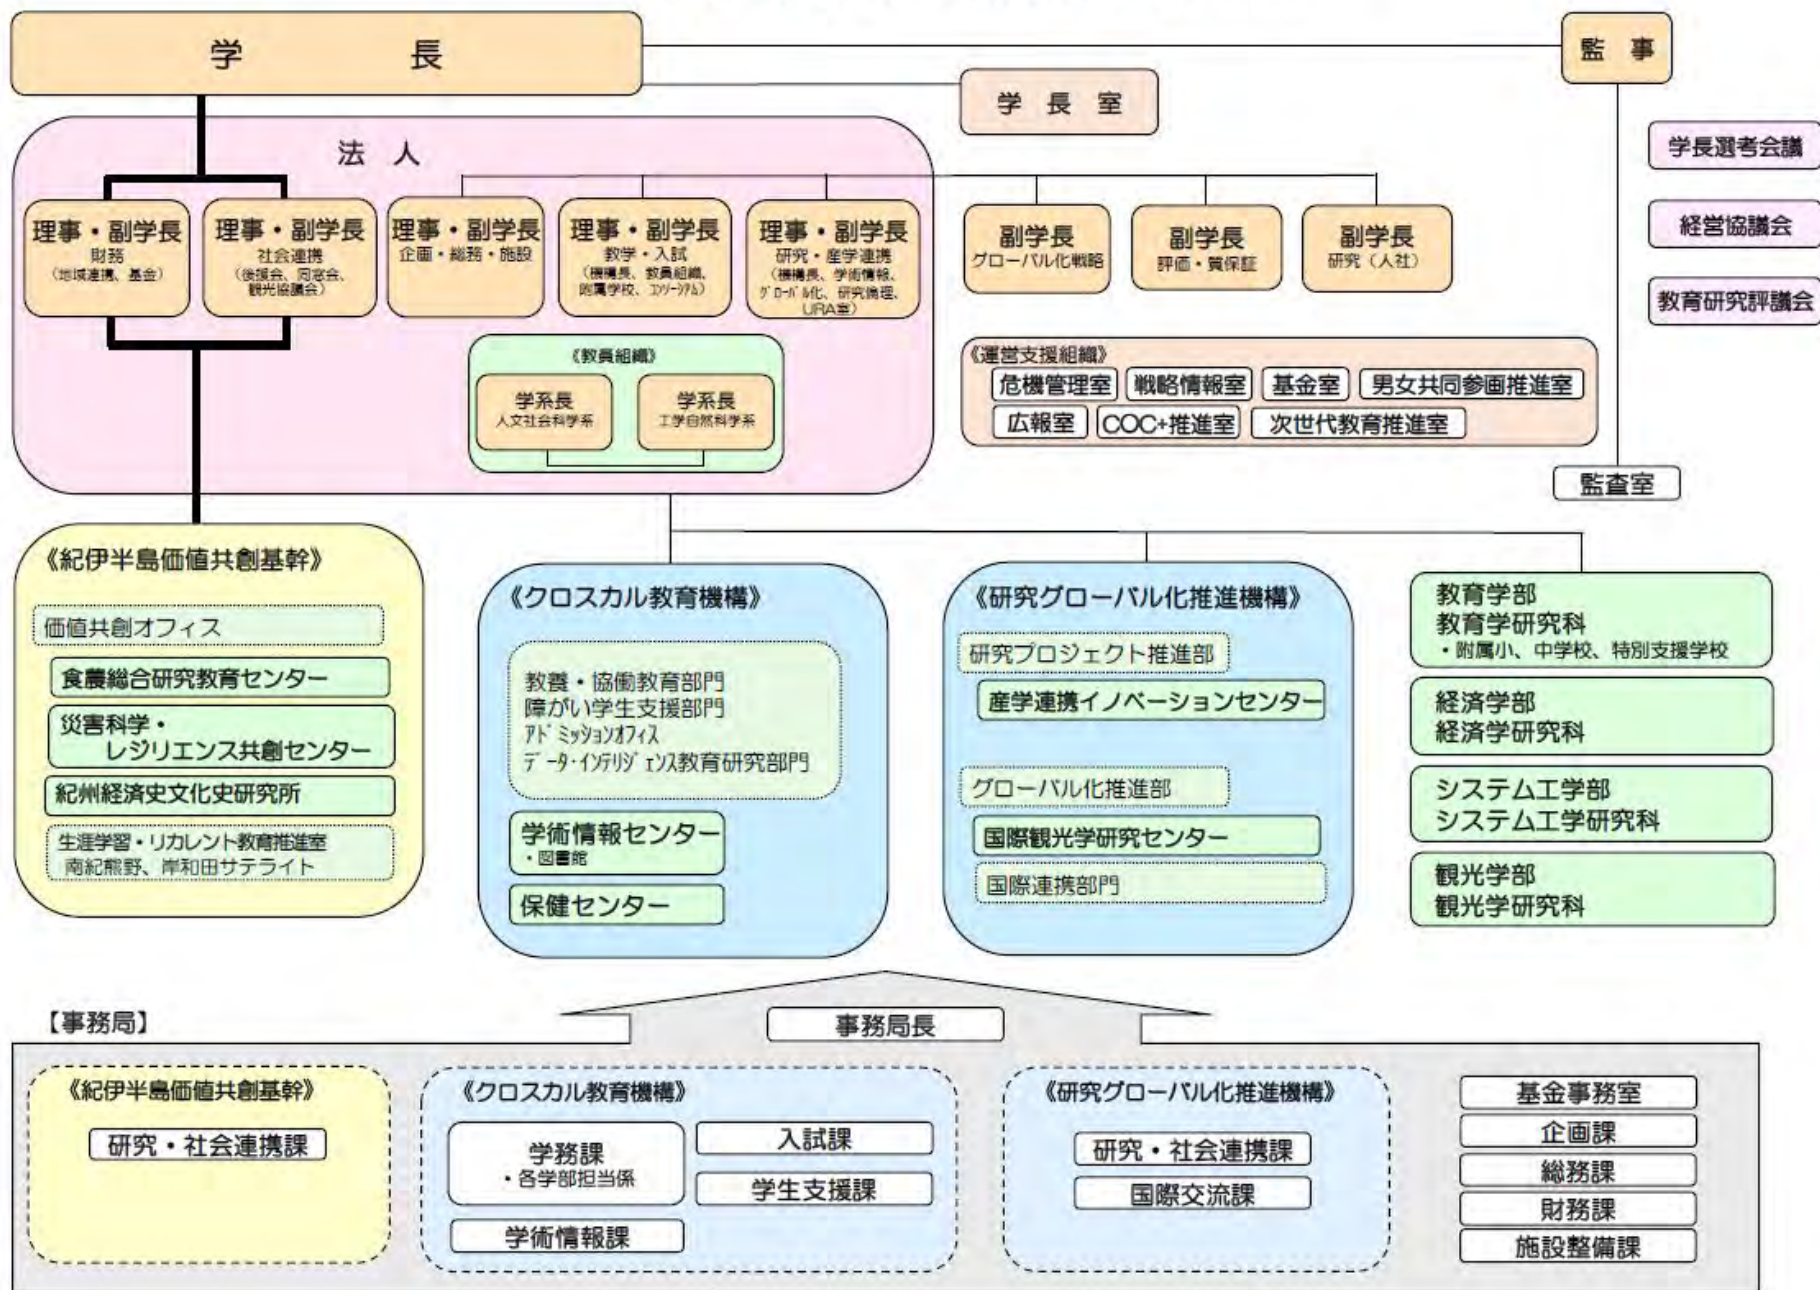 学長
監事
学長室
法人
学長選考会議
経営協議会
教育研究評議会
理事・副学長
財務
(地域連携、基金)
理事・副学長
社会連携
(後援会、同窓会、
観光協議会)
理事・副学長
企画・総務・施設
理事・副学長
教学・入試
(機構長、教員組織、
附属学校、コンソーシアム)
理事・副学長
研究・産学連携
(機構長、学術情報、
グローバル化、研究倫理、
URA室)
副学長
グローバル化戦略
副学長
評価・質保証
副学長
研究(人社)
《教員組織》
学系長
人文社会科学系
学系長
工学自然科学系
《運営支援組織》
危機管理室
戦略情報室
基金室
男女共同参画推進室
広報室
COC+推進室
次世代教育推進室
監査室
《紀伊半島価値共創基幹》
価値共創オフィス
食農総合研究教育センター
災害科学・
レジリエンス共創センター
紀州経済史文化史研究所
生涯学習・リカレント教育推進室
南紀熊野、岸和田サテライト
《クロスカル教育機構》
教養・協働教育部門
障がい学生支援部門
アドミッションオフィス
データ・インテリジェンス教育研究部門
学術情報センター
・図書館
保健センター
《研究グローバル化推進機構》
研究プロジェクト推進部
産学連携イノベーションセンター
グローバル化推進部
国際観光学研究センター
国際連携部門
教育学部
教育学研究科
・附属小、中学校、特別支援学校
経済学部
経済学研究科
システム工学部
システム工学研究科
観光学部
観光学研究科
【事務局】
事務局長
《紀伊半島価値共創基幹》
研究・社会連携課
《クロスカル教育機構》
学務課
・各学部担当係
入試課
学生支援課
学術情報課
《研究グローバル化推進機構》
研究・社会連携課
国際交流課
基金事務室
企画課
総務課
財務課
施設整備課